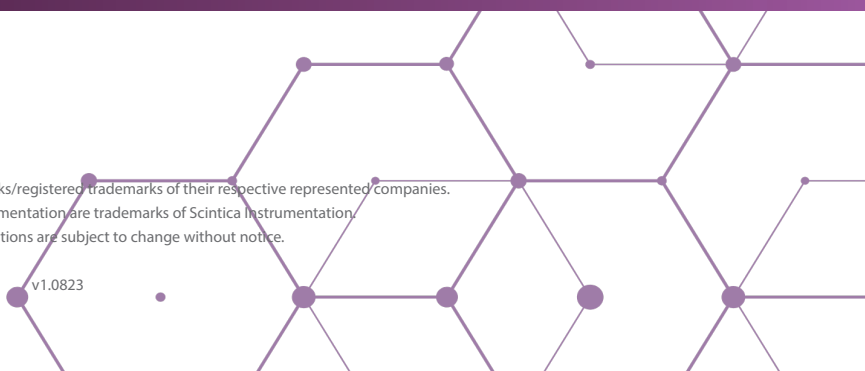 ks/registered trademarks of their respective represented companies.
mentation are trademarks of Scintica Instrumentation.
tions are subject to change without notice.
v1.0823